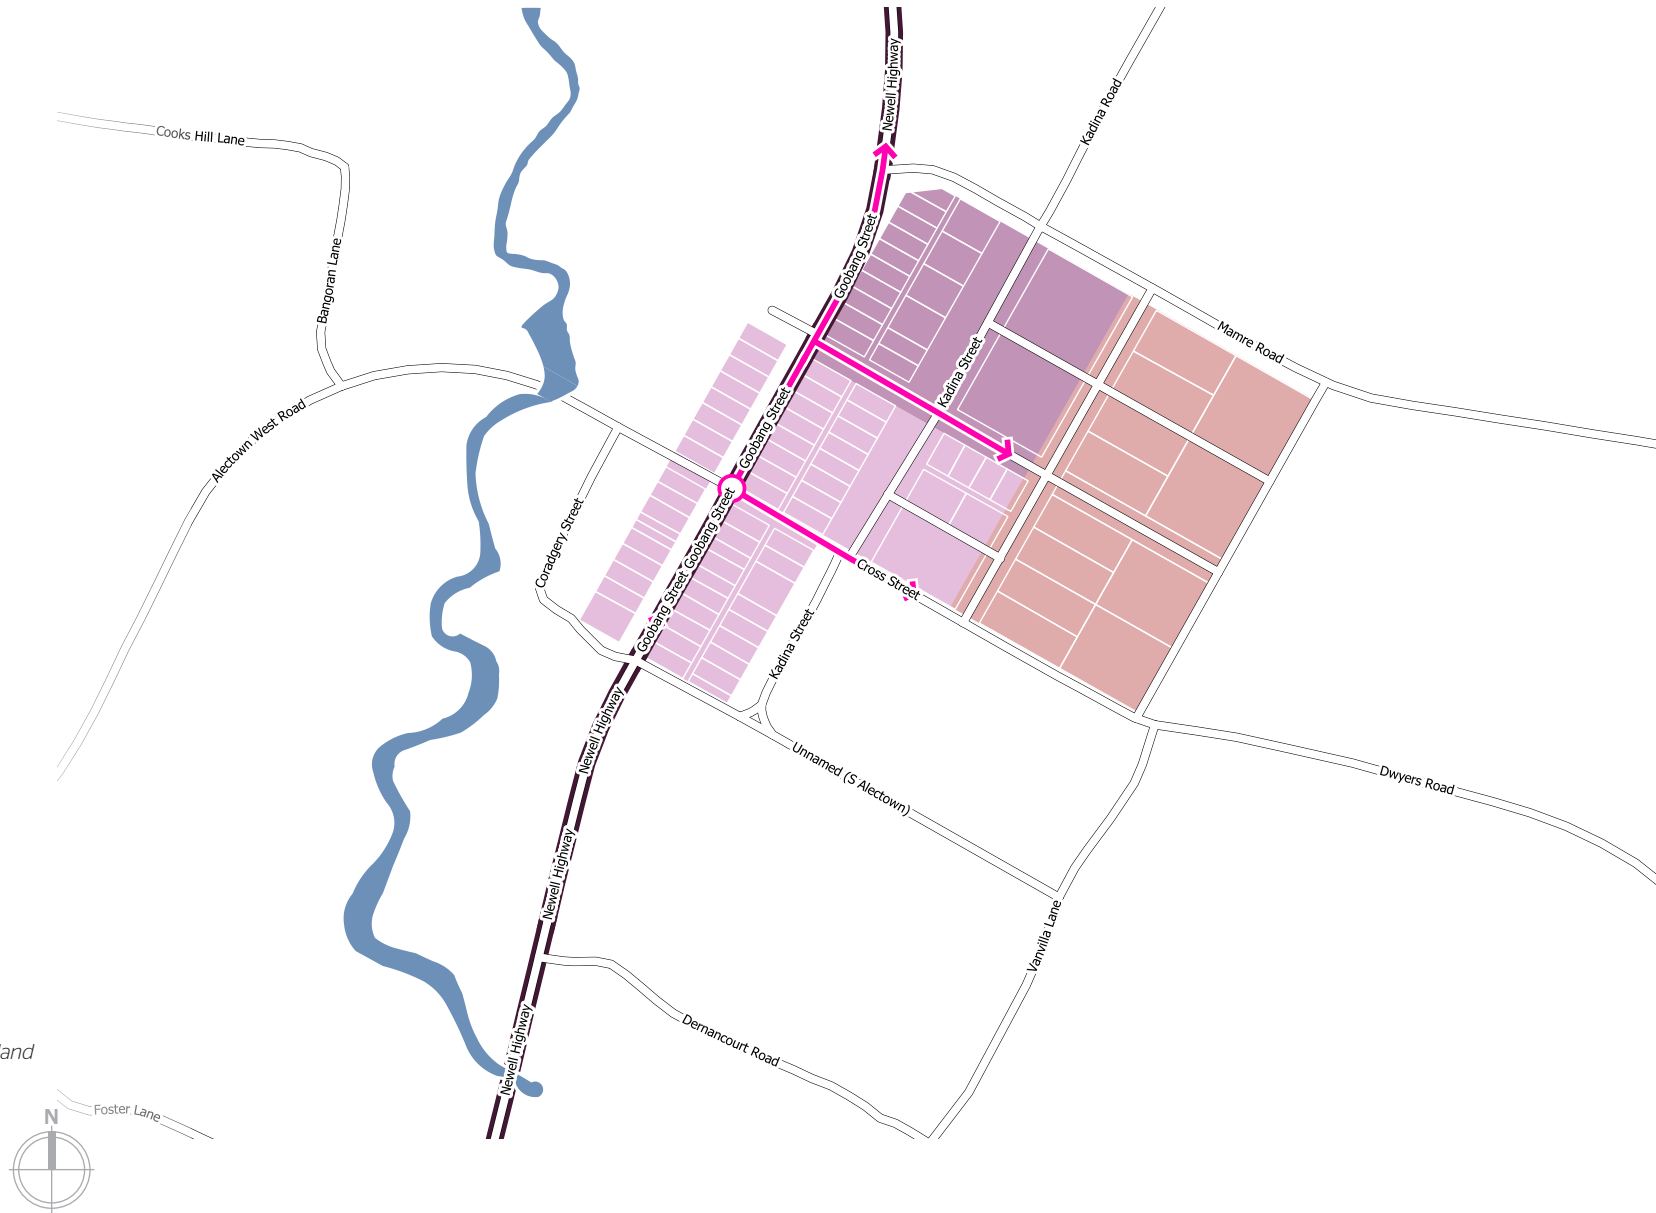 Newell Highway
Kadina Road
Cooks Hill Lane
Bangoran Lane
Goobang Street
Mamre Road
Kadina Street
Alectown West Road
Goobang Street
Goobang Street
Coradgery Street
Cross Street
Goobang Street
Kadina Street
Newell Highway
Unnamed (S Alectown)
Dwyers Road
Newell Highway
Vanvilla Lane
Newell Highway
Dernancourt Road
land
Foster Lane
N